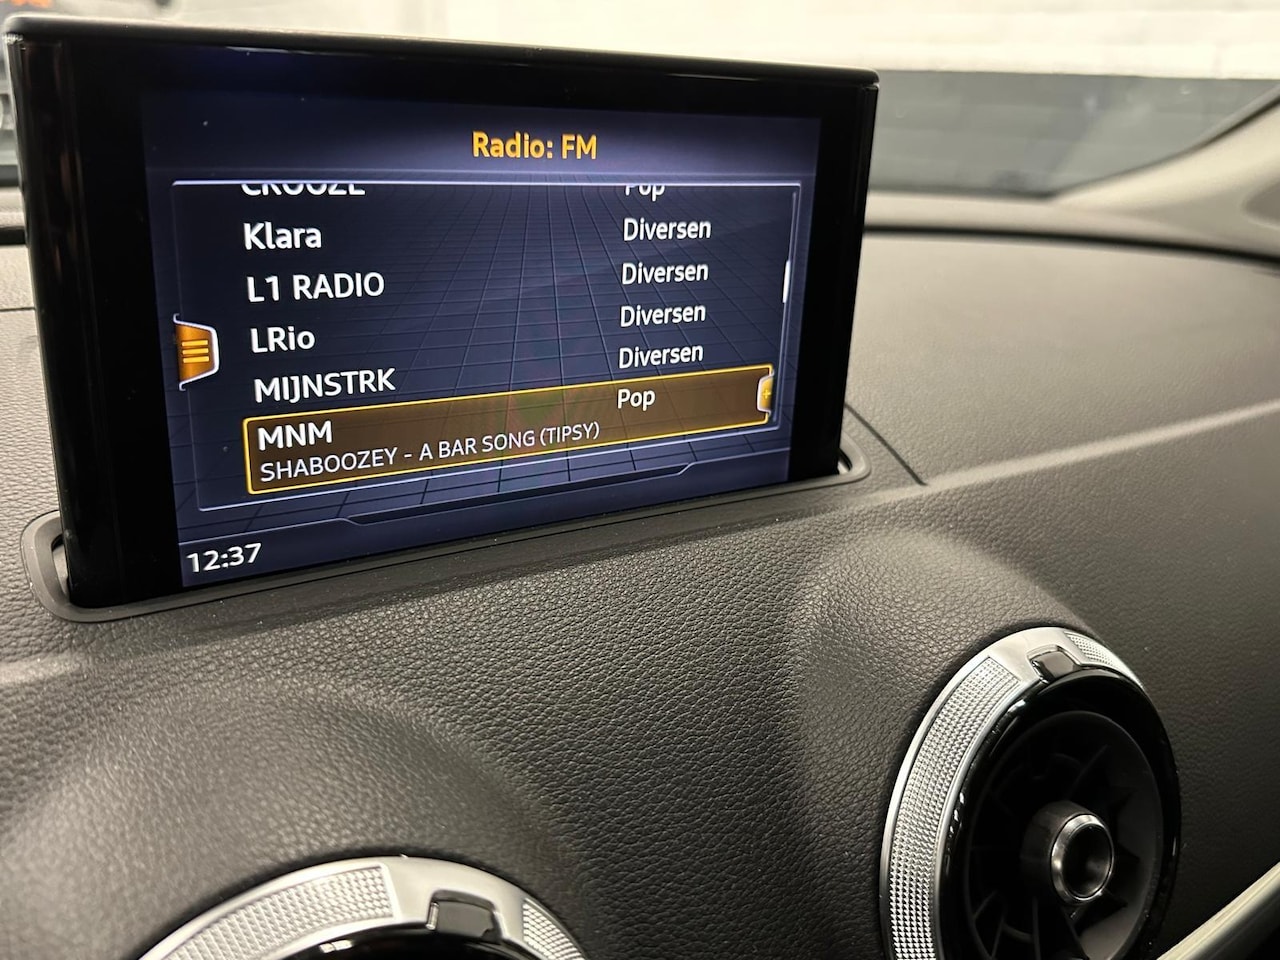 Radio: FM
CROOZE Pop
Klara Diversen
L1 RADIO Diversen
LRio Diversen
MIJNSTRK Diversen
MNM Pop
SHABOOZEY - A BAR SONG (TIPSY)
12:37